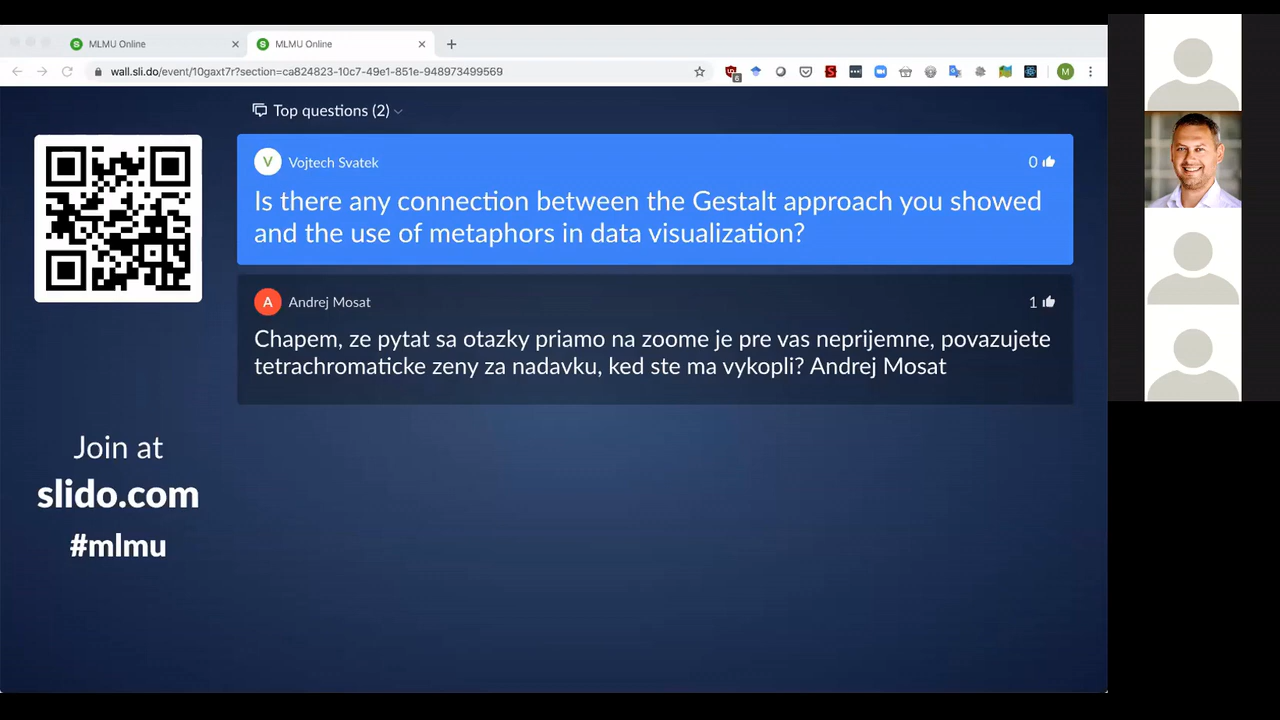 MLMU Online
MLMU Online
wall.sli.do/event/10gaxt7r?section=ca824823-10c7-49e1-851e-948973499569
6
M
Top questions (2)
V Vojtech Svatek 0
Is there any connection between the Gestalt approach you showed
and the use of metaphors in data visualization?
A Andrej Mosat 1
Chapem, ze pytat sa otazky priamo na zoome je pre vas neprijemne, povazujete
tetrachromaticke zeny za nadavku, ked ste ma vykopli? Andrej Mosat
Join at
slido.com
#mlmu